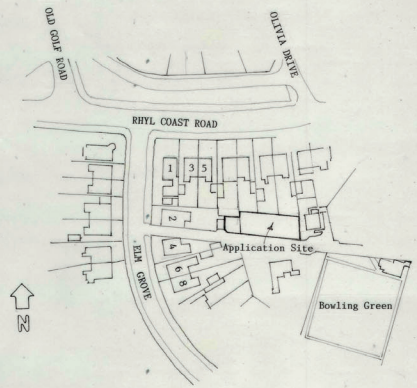 OLD GOLF ROAD
OLIVIA DRIVE
RHYL COAST ROAD
1 3 5
2
Application Site
4
6
8
ELM GROVE
Bowling Green
N